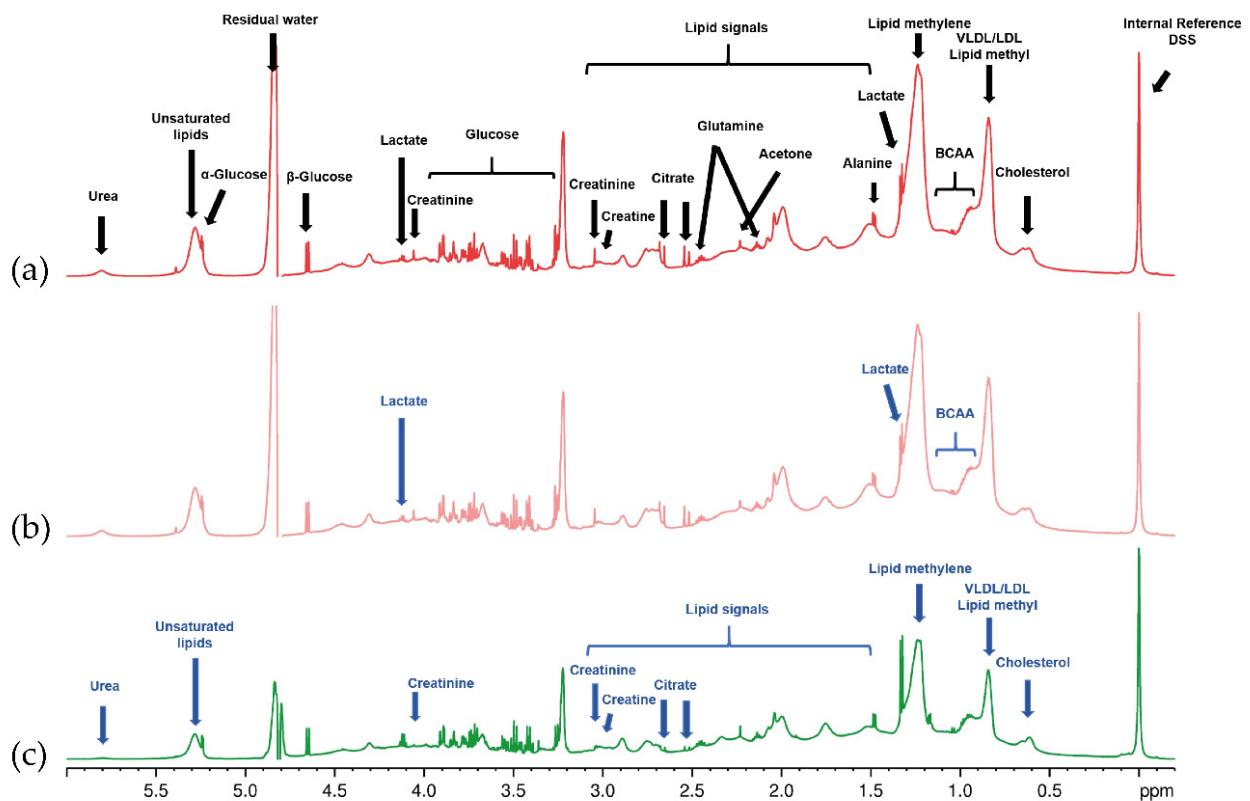 Residual water
Lipid signals
Lipid methylene
VLDL/LDL
Lipid methyl
Internal Reference
DSS
Unsaturated
lipids
α-Glucose
Urea
β-Glucose
Lactate
Creatinine
Glucose
Creatinine
Creatine
Citrate
Glutamine
Acetone
Lactate
Alanine
BCAA
Cholesterol
(a)
Lactate
Lactate
BCAA
(b)
Urea
Unsaturated
lipids
Creatinine
Lipid signals
Creatinine
Creatine
Citrate
Lipid methylene
VLDL/LDL
Lipid methyl
Cholesterol
(c)
5.5 5.0 4.5 4.0 3.5 3.0 2.5 2.0 1.5 1.0 0.5 ppm